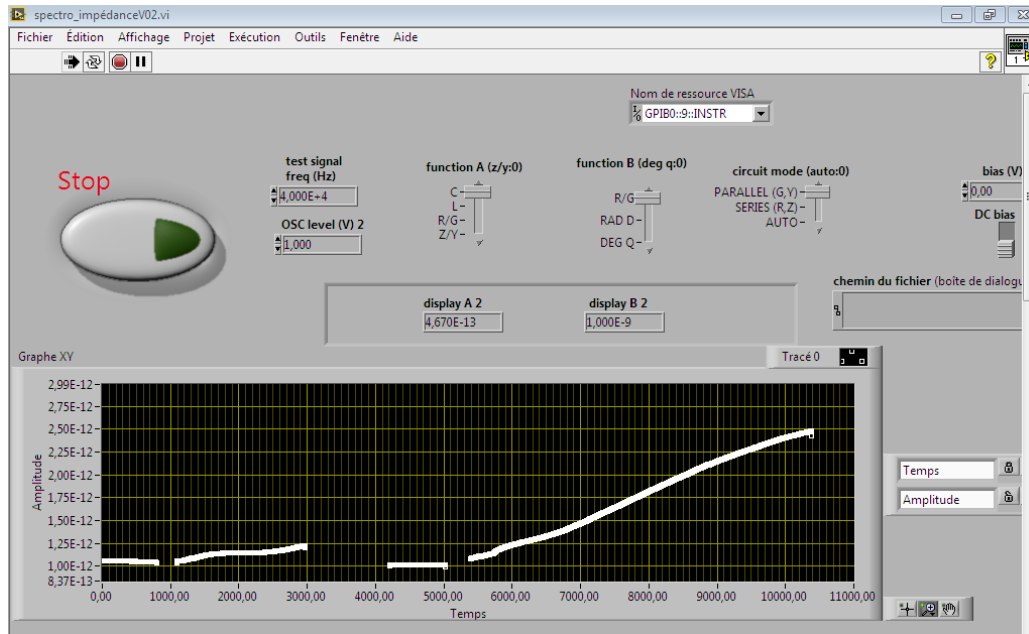 spectro_impédanceV02.vi
Fichier Édition Affichage Projet Exécution Outils Fenêtre Aide
1
Nom de ressource VISA
GPIB0::9::INSTR
Stop
test signal
freq (Hz)
4,000E+4
OSC level (V) 2
1,000
function A (z/y:0)
C
L
R/G
Z/Y
function B (deg q:0)
R/G
RAD D
DEG Q
circuit mode (auto:0)
PARALLEL (G,Y)
SERIES (R,Z)
AUTO
bias (V)
0,00
DC bias
chemin du fichier (boîte de dialogu
display A 2
4,670E-13
display B 2
1,000E-9
Graphe XY
Tracé 0
Amplitude
2,99E-12
2,75E-12
2,50E-12
2,25E-12
2,00E-12
1,75E-12
1,50E-12
1,25E-12
1,00E-12
8,37E-13
0,00 1000,00 2000,00 3000,00 4000,00 5000,00 6000,00 7000,00 8000,00 9000,00 10000,00 11000,00
Temps
Temps
Amplitude